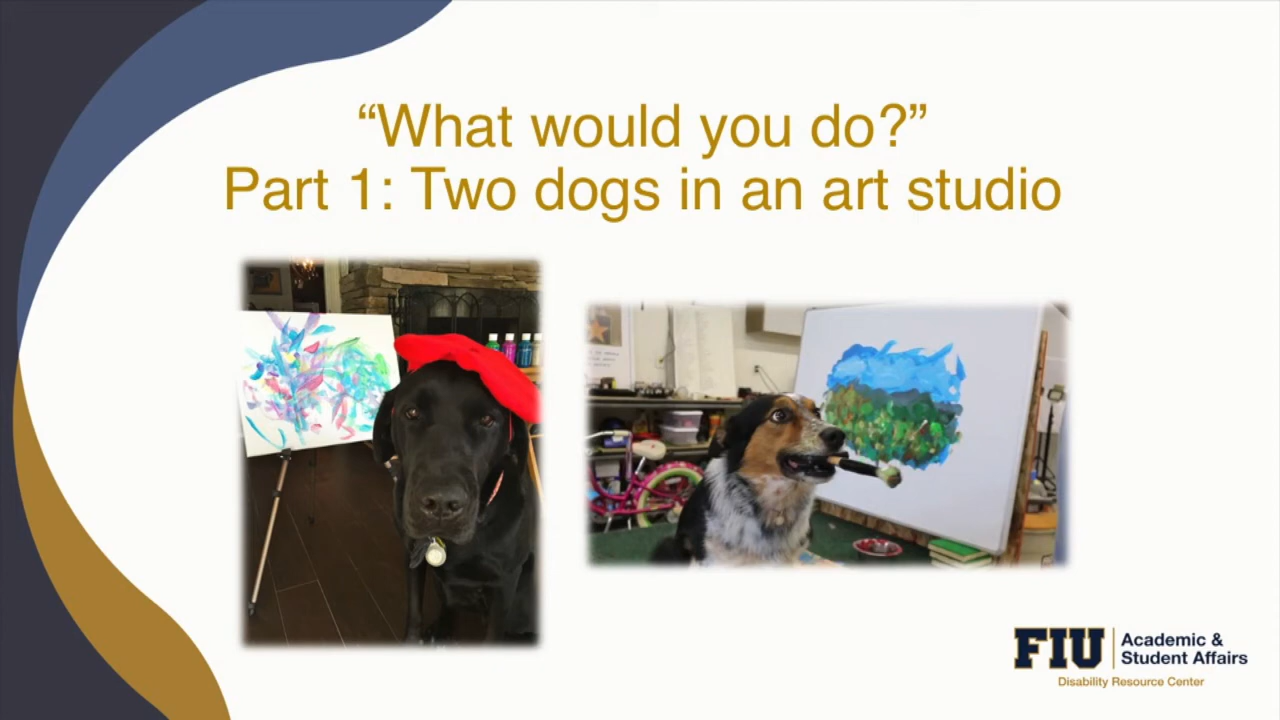 “What would you do?”
Part 1: Two dogs in an art studio
FIU
Academic &
Student Affairs
Disability Resource Center